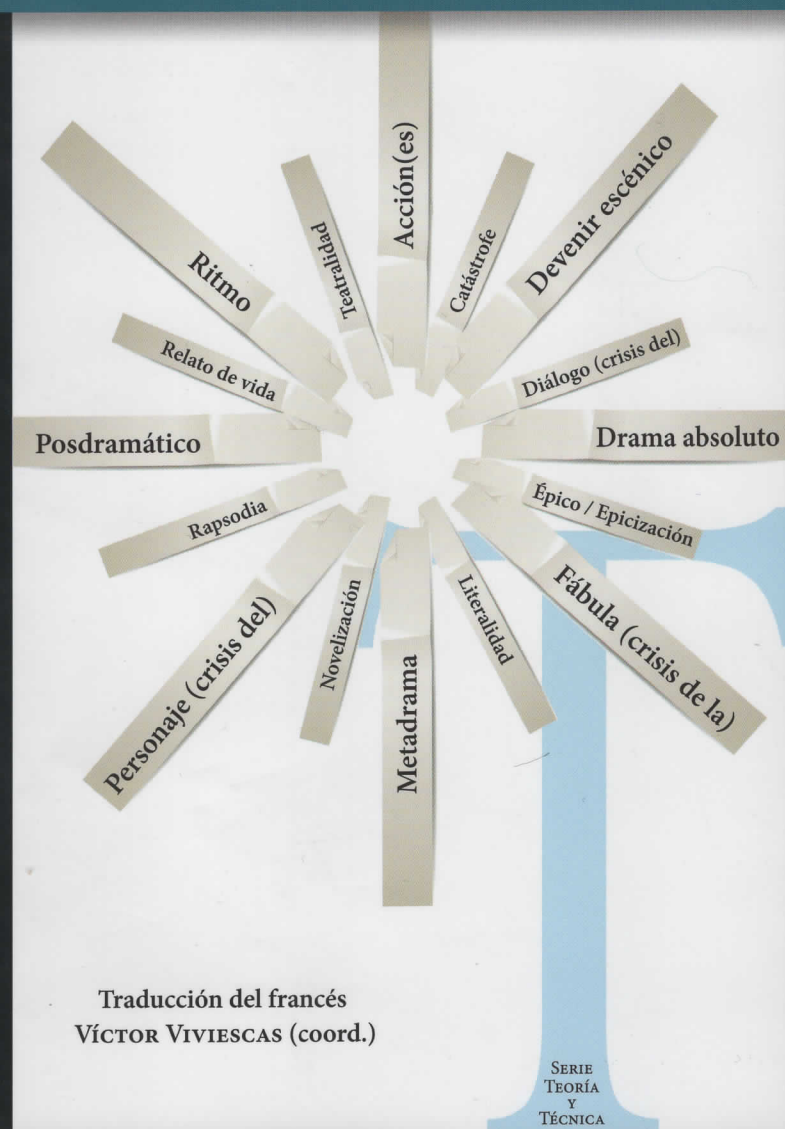 Acción(es)
Catástrofe
Devenir escénico
Diálogo (crisis del)
Drama absoluto
Épico / Epicización
Fábula (crisis de la)
Literalidad
Metadrama
Novelización
Personaje (crisis del)
Rapsodia
Posdramático
Relato de vida
Ritmo
Teatralidad
Traducción del francés
VÍCTOR VIVIESCAS (coord.)
SERIE
TEORÍA
Y
TÉCNICA